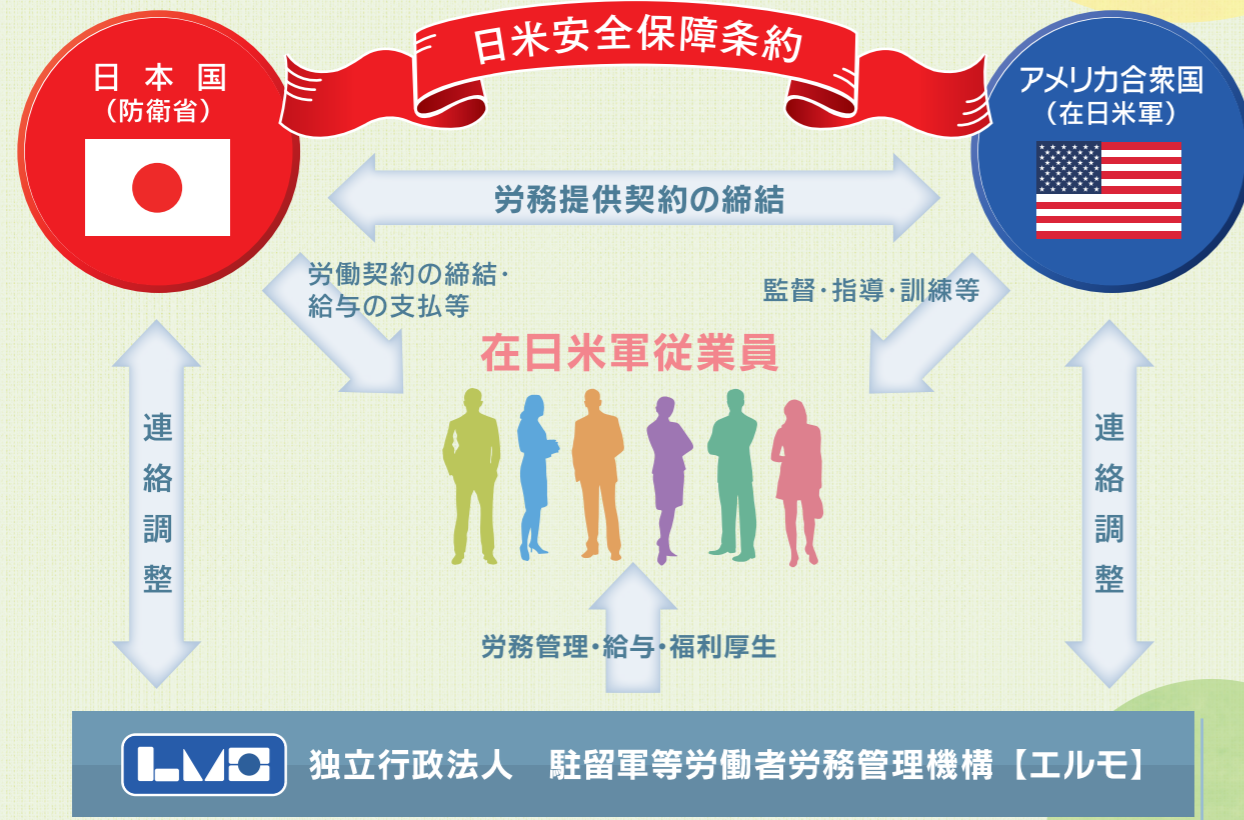 日米安全保障条約
日本国
（防衛省）
アメリカ合衆国
（在日米軍）
労務提供契約の締結
労働契約の締結・
給与の支払等
監督・指導・訓練等
在日米軍従業員
連絡調整
連絡調整
労務管理・給与・福利厚生
LMO 独立行政法人　駐留軍等労働者労務管理機構【エルモ】